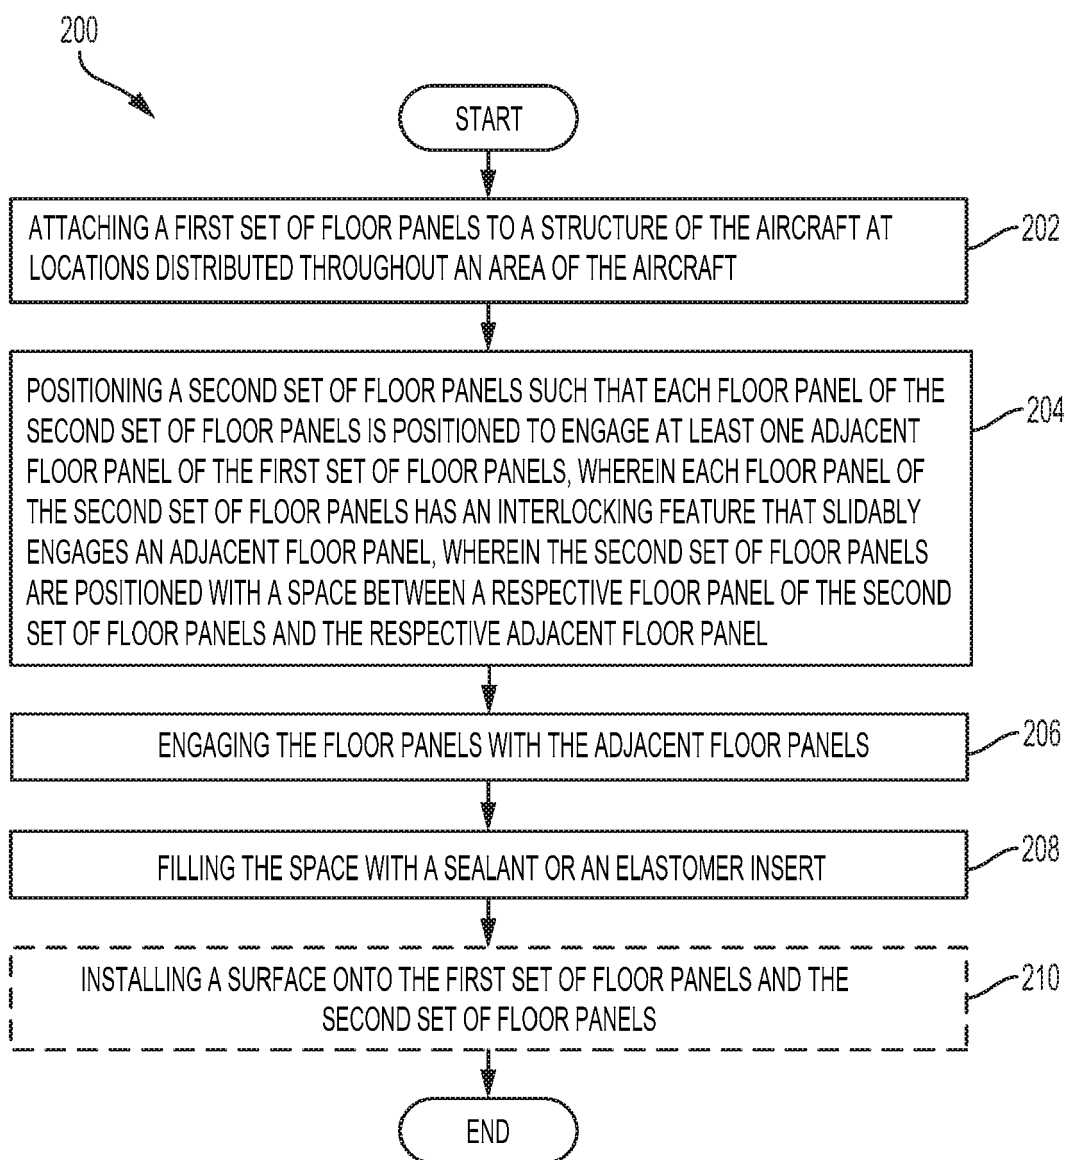 200
START
ATTACHING A FIRST SET OF FLOOR PANELS TO A STRUCTURE OF THE AIRCRAFT AT
LOCATIONS DISTRIBUTED THROUGHOUT AN AREA OF THE AIRCRAFT
202
POSITIONING A SECOND SET OF FLOOR PANELS SUCH THAT EACH FLOOR PANEL OF THE
SECOND SET OF FLOOR PANELS IS POSITIONED TO ENGAGE AT LEAST ONE ADJACENT
FLOOR PANEL OF THE FIRST SET OF FLOOR PANELS, WHEREIN EACH FLOOR PANEL OF
THE SECOND SET OF FLOOR PANELS HAS AN INTERLOCKING FEATURE THAT SLIDABLY
ENGAGES AN ADJACENT FLOOR PANEL, WHEREIN THE SECOND SET OF FLOOR PANELS
ARE POSITIONED WITH A SPACE BETWEEN A RESPECTIVE FLOOR PANEL OF THE SECOND
SET OF FLOOR PANELS AND THE RESPECTIVE ADJACENT FLOOR PANEL
204
ENGAGING THE FLOOR PANELS WITH THE ADJACENT FLOOR PANELS
206
FILLING THE SPACE WITH A SEALANT OR AN ELASTOMER INSERT
208
INSTALLING A SURFACE ONTO THE FIRST SET OF FLOOR PANELS AND THE
SECOND SET OF FLOOR PANELS
210
END